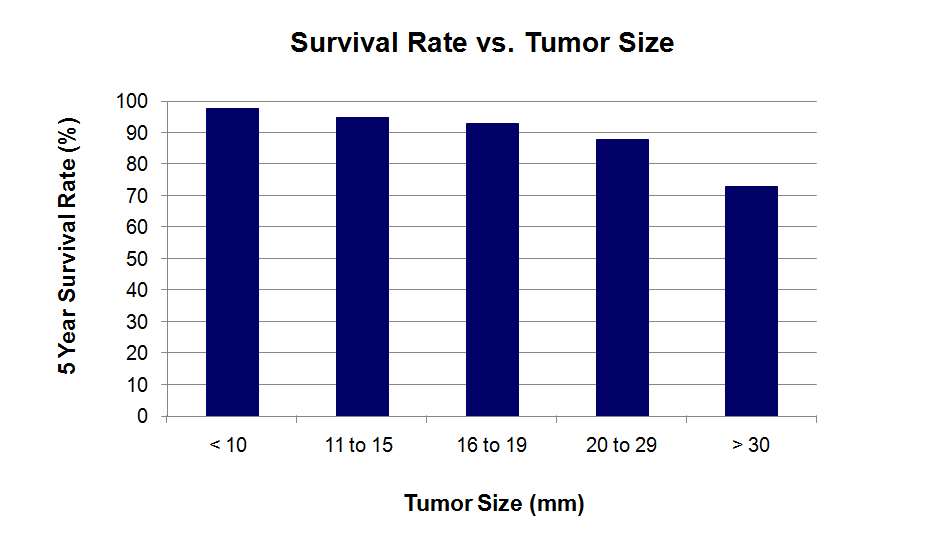 Survival Rate vs. Tumor Size
5 Year Survival Rate (%)
100
90
80
70
60
50
40
30
20
10
0
< 10
11 to 15
16 to 19
20 to 29
> 30
Tumor Size (mm)